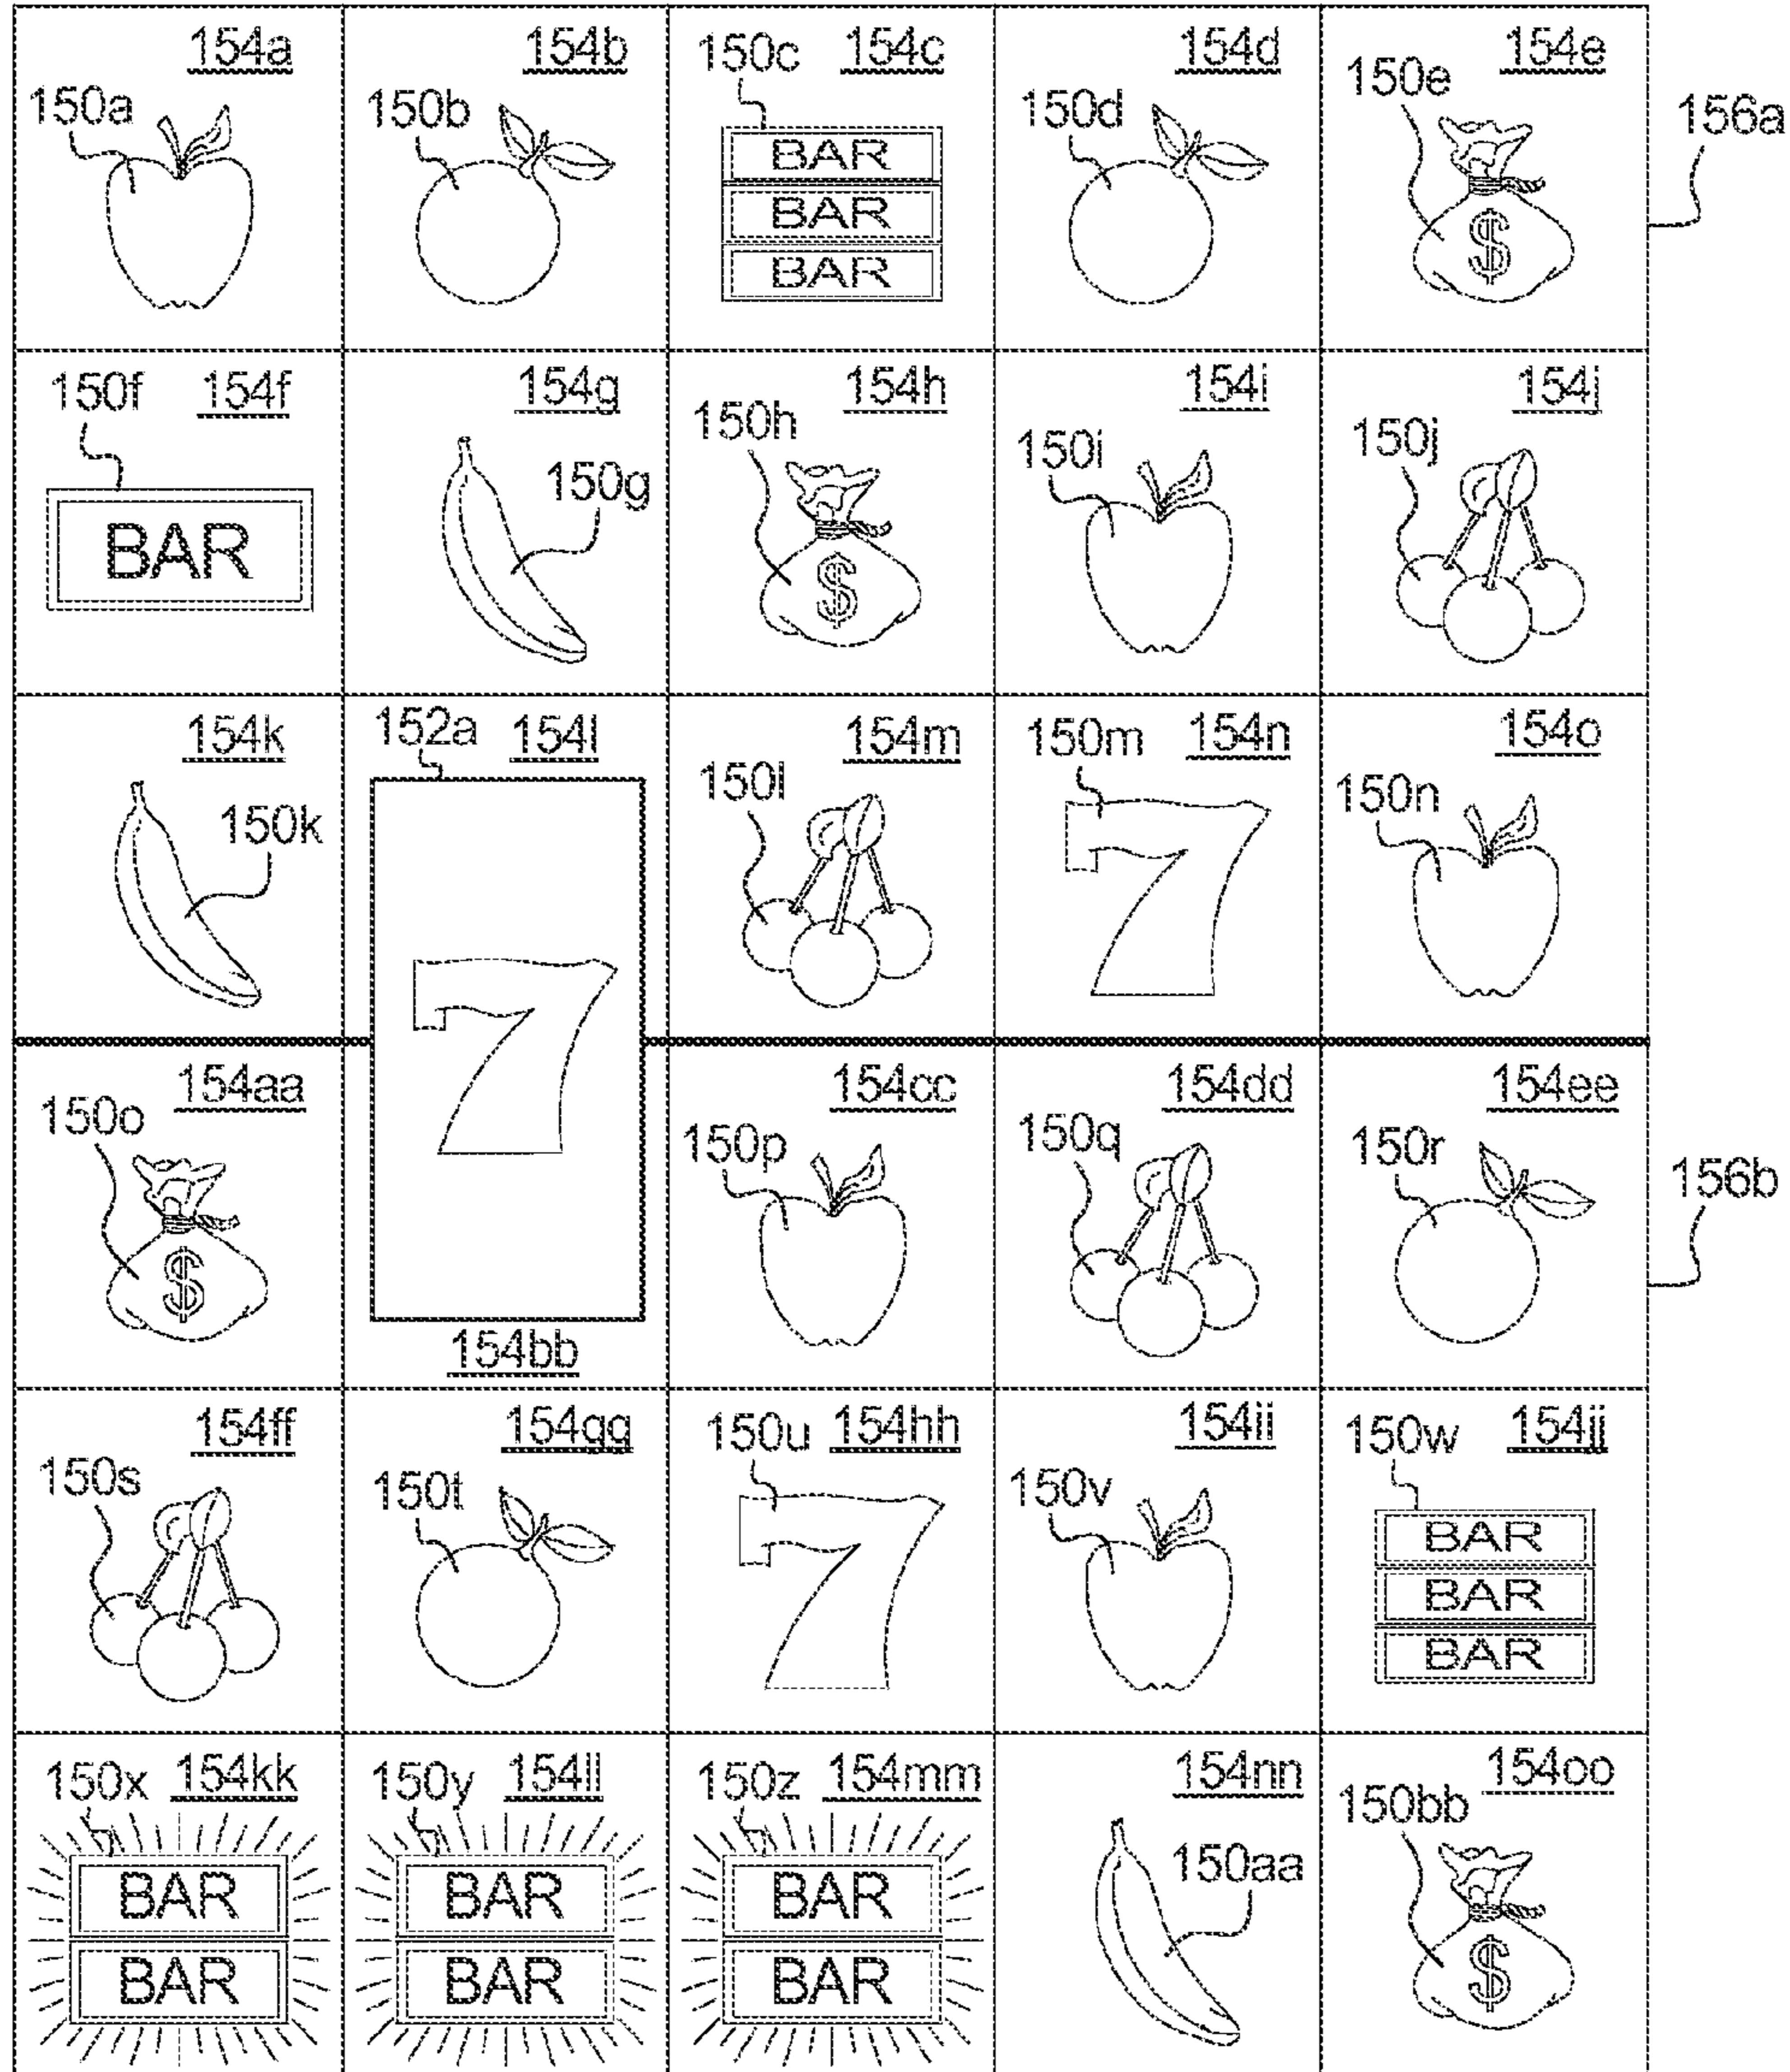 154a 154b 150c 154c 154d 154e
150a 150b BAR 150d 150e 156a
BAR
$
BAR
150f 154f 154g 154h 154i 154j
150g 150h 150i 150j
BAR $
154k 152a 154l 154m 150m 154n 154o
150k 150l 7 150n
7
154aa 154cc 154dd 154ee
150o 150p 150q 150r 156b
$
154bb
154ff 154gg 150u 154hh 154ii 150w 154jj
150s 150t 7 150v BAR
BAR
BAR
150x 154kk 150y 154ll 150z 154mm 154nn 154oo
150bb
BAR BAR BAR 150aa
BAR BAR BAR $